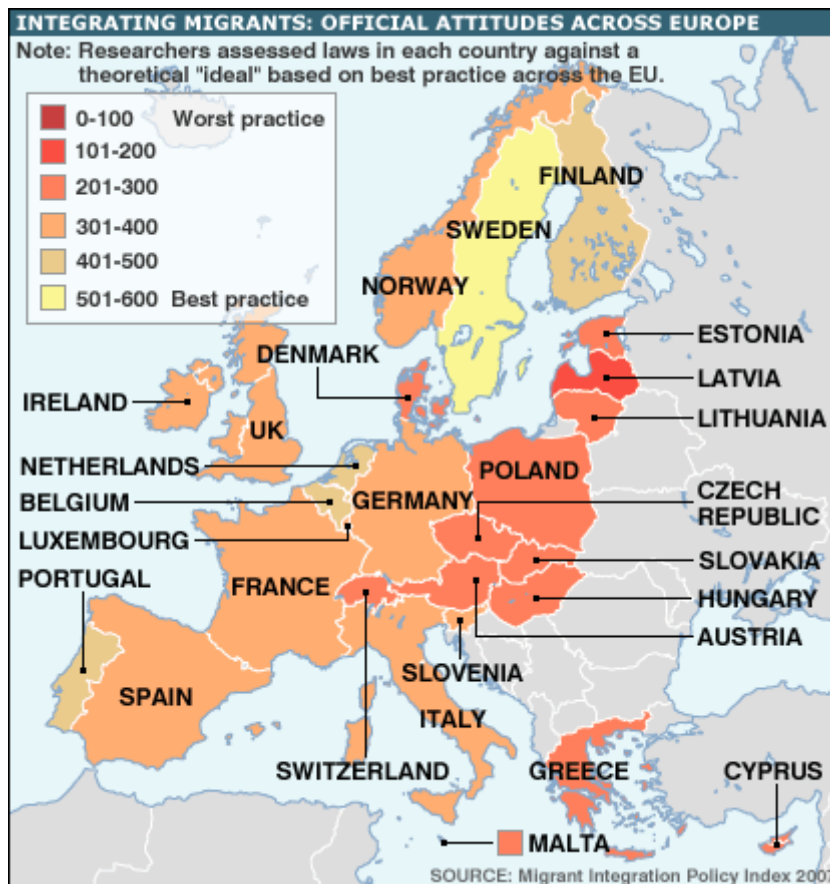 INTEGRATING MIGRANTS: OFFICIAL ATTITUDES ACROSS EUROPE
Note: Researchers assessed laws in each country against a
theoretical "ideal" based on best practice across the EU.
0-100 Worst practice
101-200
201-300
301-400
401-500
501-600 Best practice
FINLAND
SWEDEN
NORWAY
ESTONIA
DENMARK
LATVIA
IRELAND
LITHUANIA
UK
NETHERLANDS
POLAND
BELGIUM
GERMANY
CZECH
REPUBLIC
LUXEMBOURG
SLOVAKIA
PORTUGAL
FRANCE
HUNGARY
AUSTRIA
SLOVENIA
SPAIN
ITALY
SWITZERLAND
GREECE
CYPRUS
MALTA
SOURCE: Migrant Integration Policy Index 2007